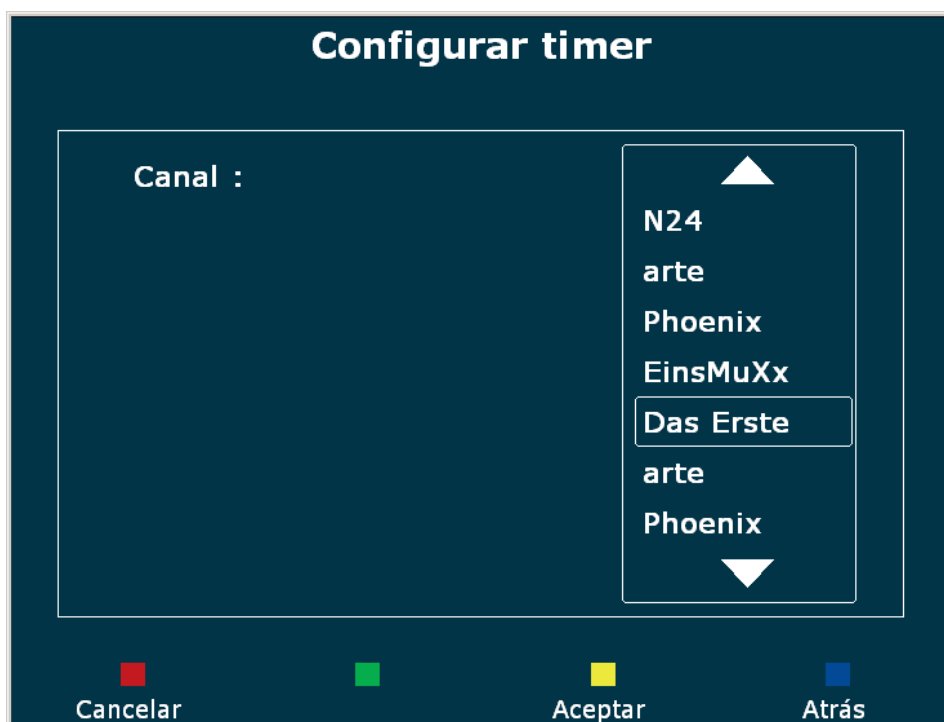 Configurar timer
Canal :
N24
arte
Phoenix
EinsMuXx
Das Erste
arte
Phoenix
Cancelar
Aceptar
Atrás